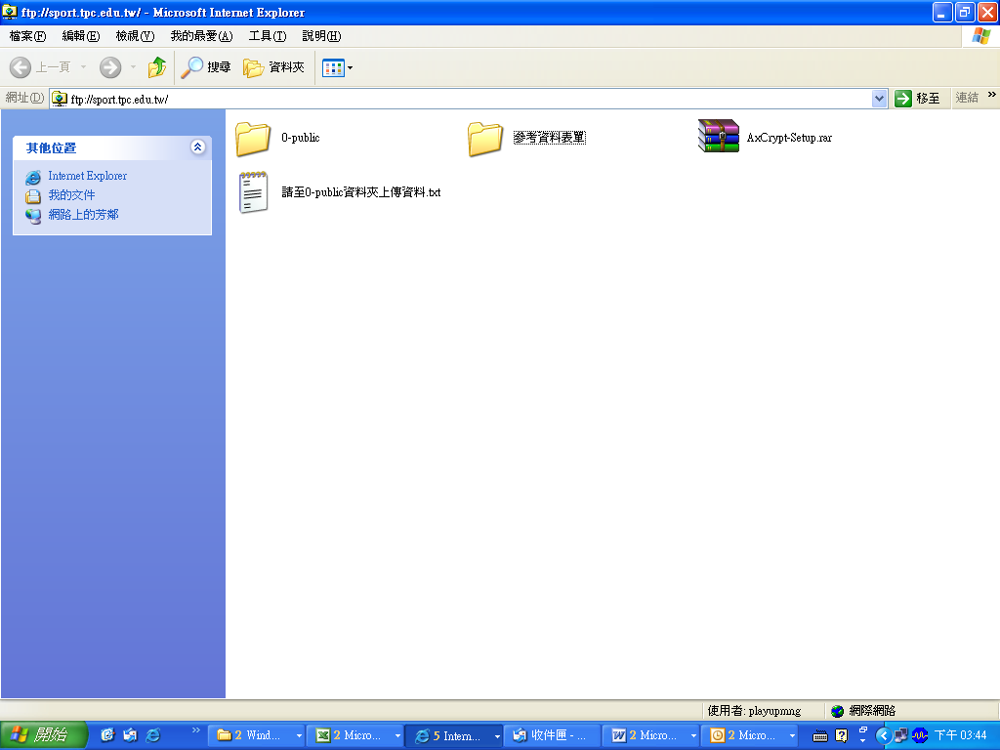 ftp://sport.tpc.edu.tw/ - Microsoft Internet Explorer
檔案(F) 編輯(E) 檢視(V) 我的最愛(A) 工具(T) 說明(H)
上一頁 搜尋 資料夾
網址(D) ftp://sport.tpc.edu.tw/ 移至 連結 »
其他位置
Internet Explorer
我的文件
網路上的芳鄰
0-public 參考資料表單 AxCrypt-Setup.rar
請至0-public資料夾上傳資料.txt
使用者: playupmng 網際網路
開始 » 2 Wind... 2 Micro... 5 Intern... 收件匣 - ... 2 Micro... 2 Micro... 下午 03:44